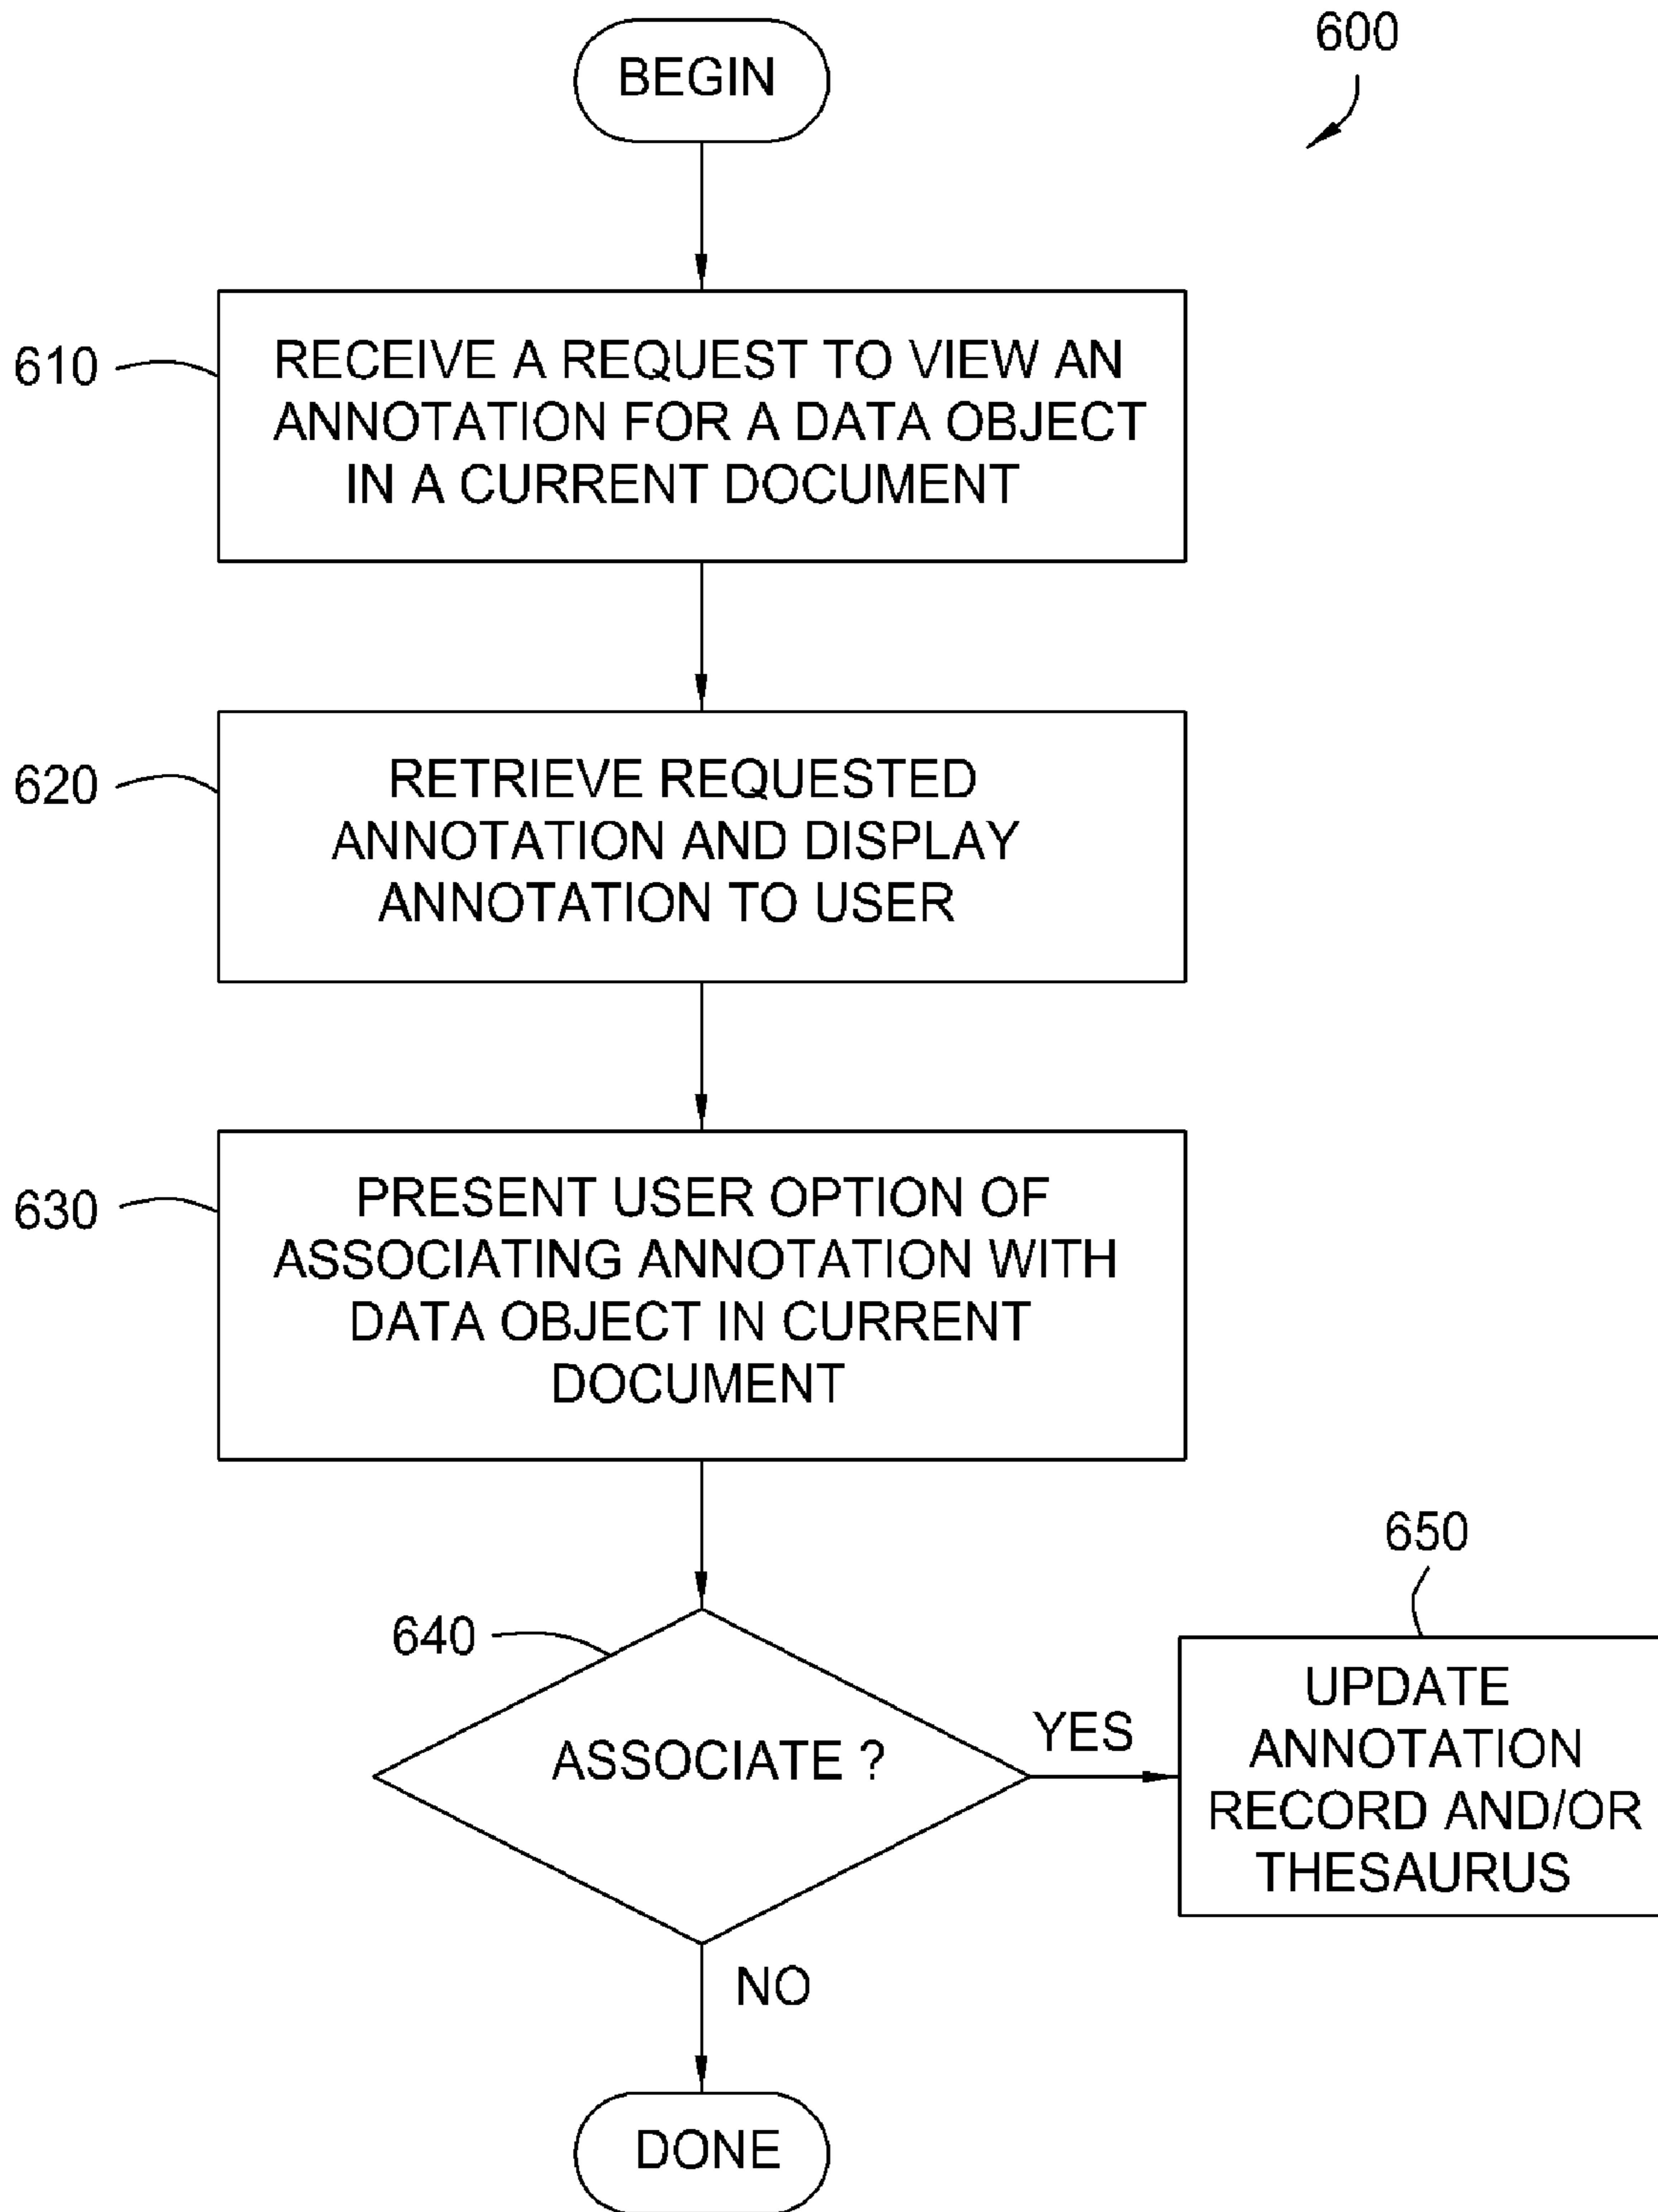 BEGIN
600
610
RECEIVE A REQUEST TO VIEW AN
ANNOTATION FOR A DATA OBJECT
IN A CURRENT DOCUMENT
620
RETRIEVE REQUESTED
ANNOTATION AND DISPLAY
ANNOTATION TO USER
630
PRESENT USER OPTION OF
ASSOCIATING ANNOTATION WITH
DATA OBJECT IN CURRENT
DOCUMENT
640
ASSOCIATE ?
YES
650
UPDATE
ANNOTATION
RECORD AND/OR
THESAURUS
NO
DONE